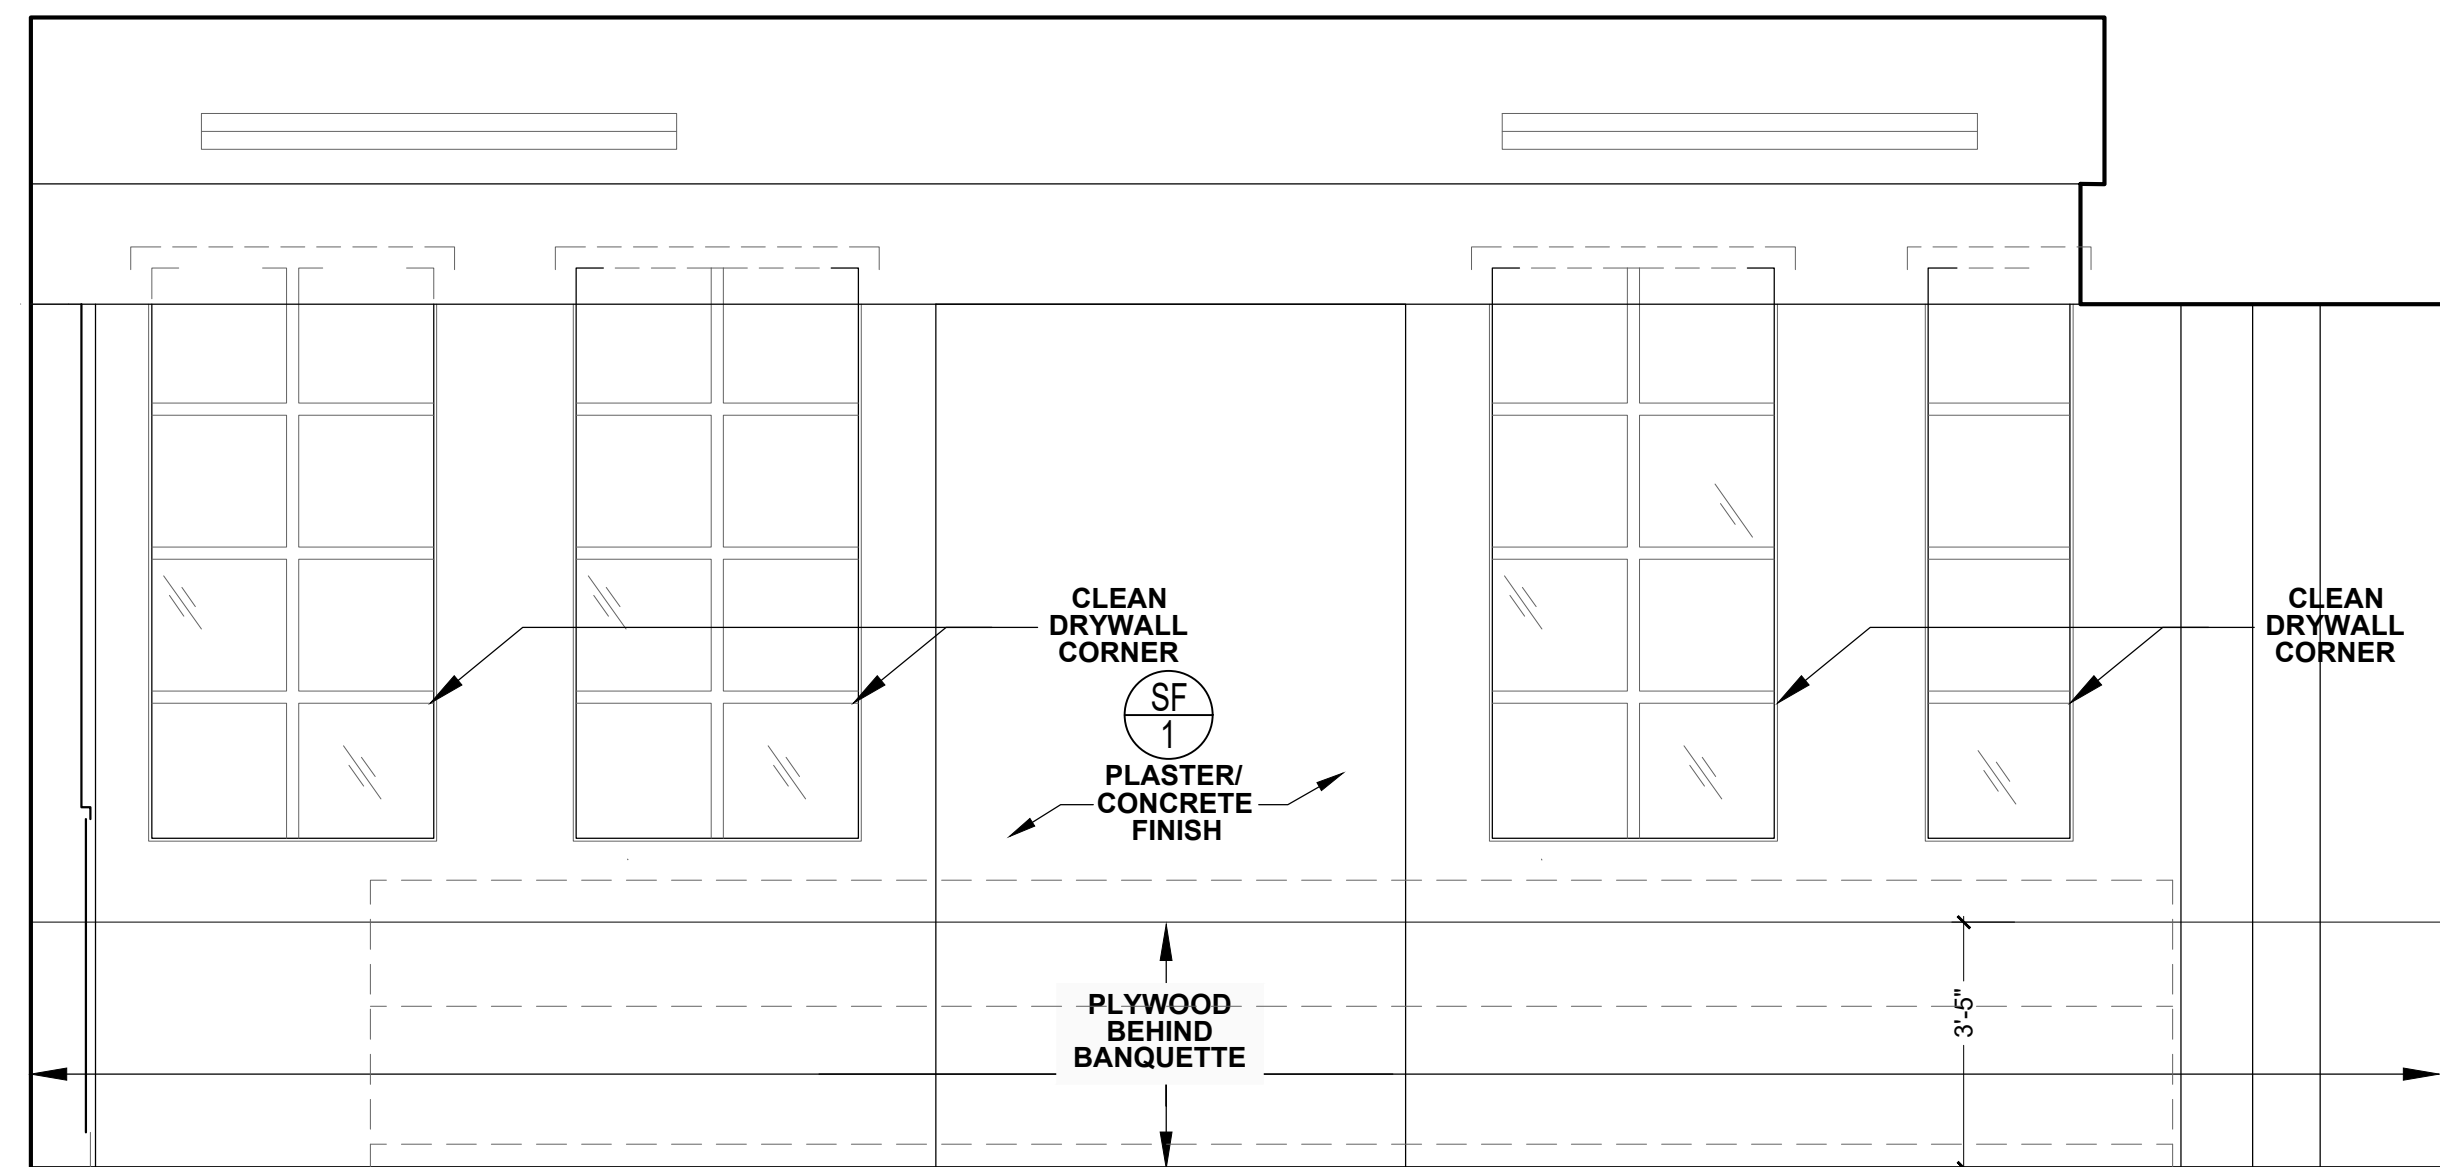 CLEAN
DRYWALL
CORNER
CLEAN
DRYWALL
CORNER
SF
1
PLASTER/
CONCRETE
FINISH
PLYWOOD
BEHIND
BANQUETTE
3'-5"